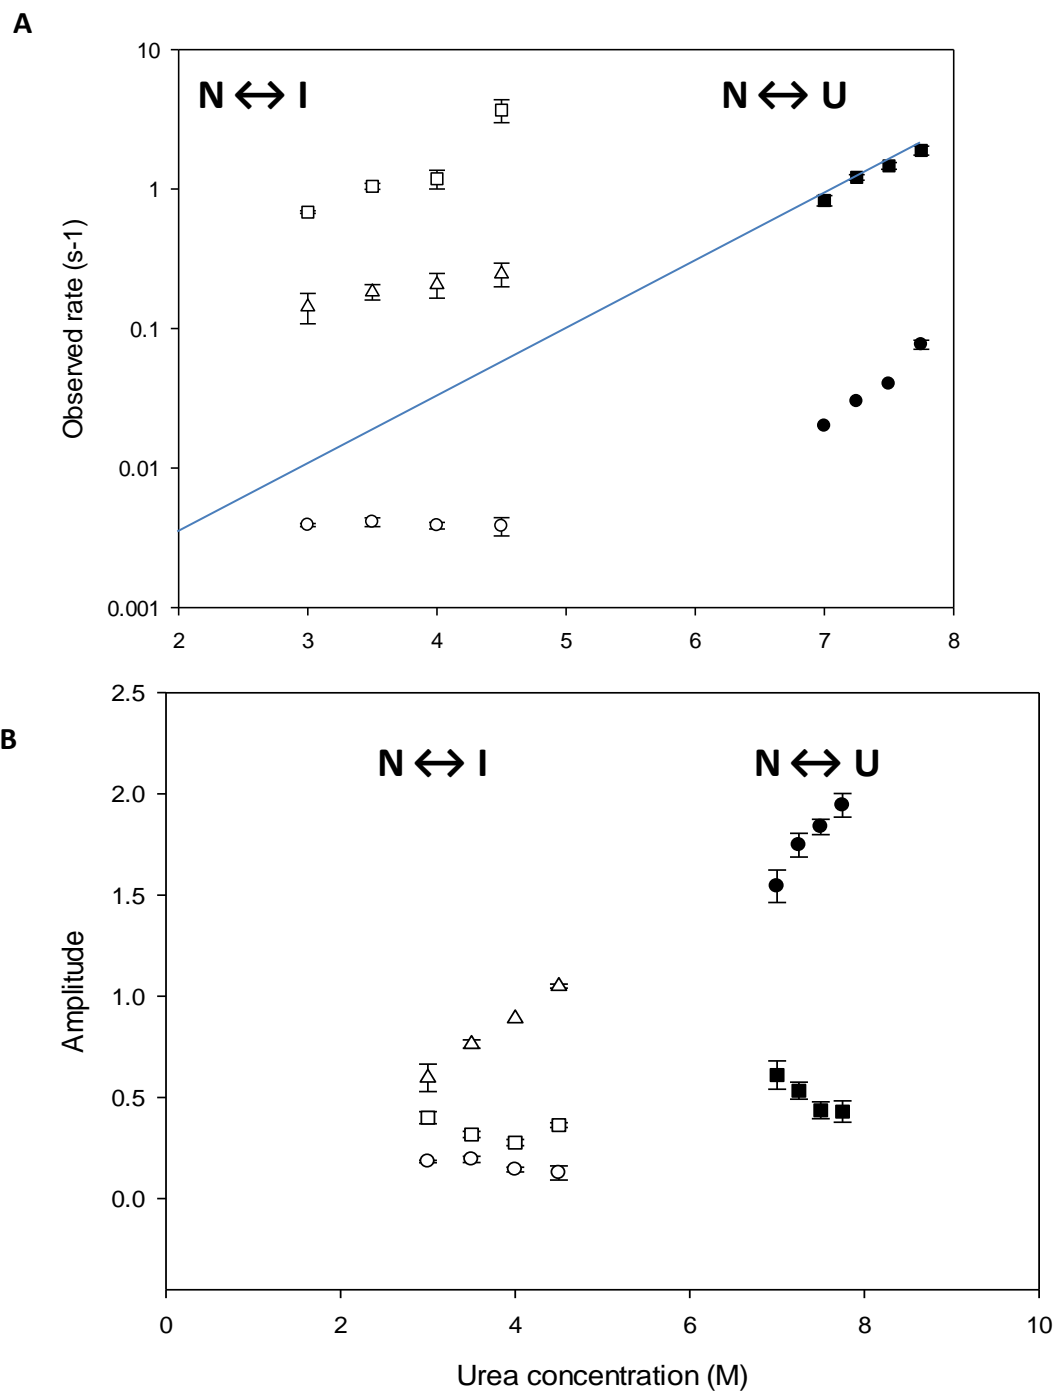 A
10
N ↔ I
N ↔ U
1
0.1
0.01
0.001
Observed rate (s-1)
2 3 4 5 6 7 8
B
2.5
N ↔ I
N ↔ U
2.0
1.5
1.0
0.5
0.0
Amplitude
0 2 4 6 8 10
Urea concentration (M)